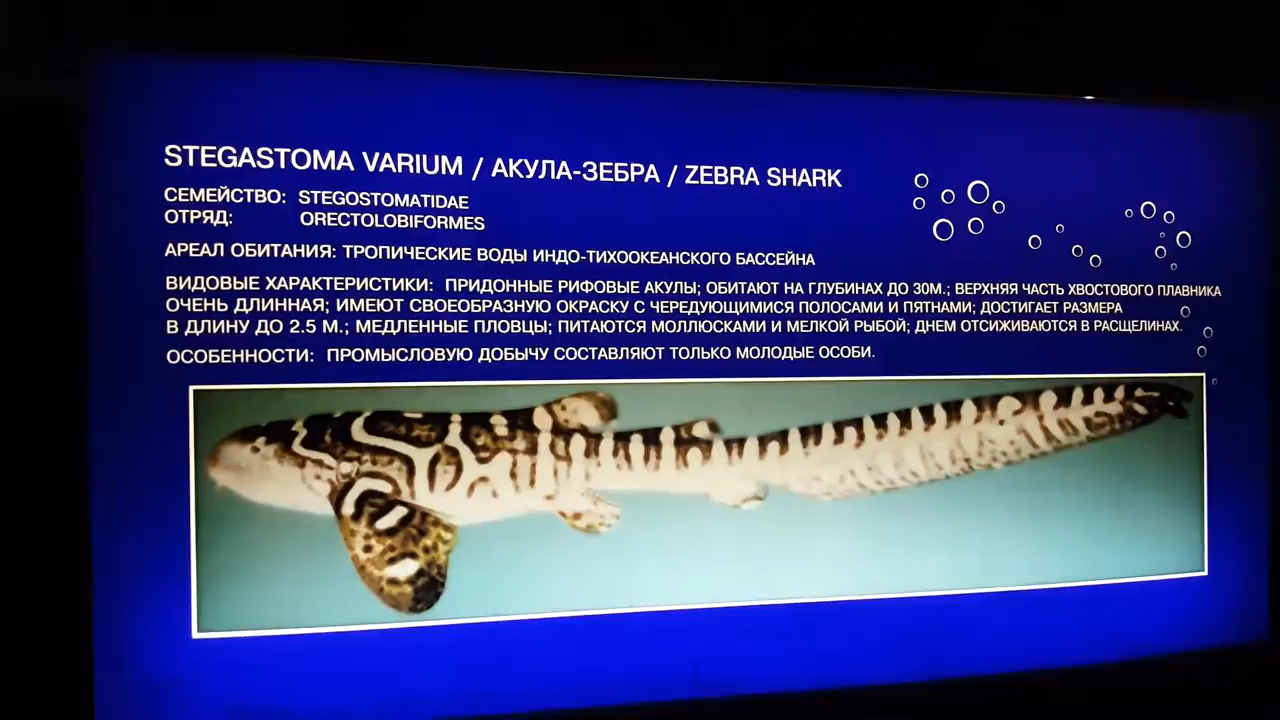 STEGASTOMA VARIUM / АКУЛА-ЗЕБРА / ZEBRA SHARK
СЕМЕЙСТВО: STEGOSTOMATIDAE
ОТРЯД: ORECTOLOBIFORMES
АРЕАЛ ОБИТАНИЯ: ТРОПИЧЕСКИЕ ВОДЫ ИНДО-ТИХООКЕАНСКОГО БАССЕЙНА
ВИДОВЫЕ ХАРАКТЕРИСТИКИ: ПРИДОННЫЕ РИФОВЫЕ АКУЛЫ; ОБИТАЮТ НА ГЛУБИНАХ ДО 30М.; ВЕРХНЯЯ ЧАСТЬ ХВОСТОВОГО ПЛАВНИКА
ОЧЕНЬ ДЛИННАЯ; ИМЕЮТ СВОЕОБРАЗНУЮ ОКРАСКУ С ЧЕРЕДУЮЩИМИСЯ ПОЛОСАМИ И ПЯТНАМИ; ДОСТИГАЕТ РАЗМЕРА
В ДЛИНУ ДО 2.5 М.; МЕДЛЕННЫЕ ПЛОВЦЫ; ПИТАЮТСЯ МОЛЛЮСКАМИ И МЕЛКОЙ РЫБОЙ; ДНЕМ ОТСИЖИВАЮТСЯ В РАСЩЕЛИНАХ.
ОСОБЕННОСТИ: ПРОМЫСЛОВУЮ ДОБЫЧУ СОСТАВЛЯЮТ ТОЛЬКО МОЛОДЫЕ ОСОБИ.